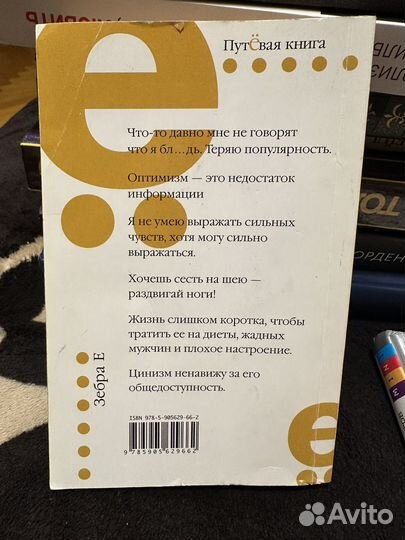 Путёвая книга
Что-то давно мне не говорят
что я бл...дь. Теряю популярность.
Оптимизм — это недостаток
информации
Я не умею выражать сильных
чувств, хотя могу сильно
выражаться.
Хочешь сесть на шею —
раздвигай ноги!
Жизнь слишком коротка, чтобы
тратить ее на диеты, жадных
мужчин и плохое настроение.
Цинизм ненавижу за его
общедоступность.
Зебра Е
ISBN 978-5-905629-66-2
9 785905 629662
ё
ё
Avito